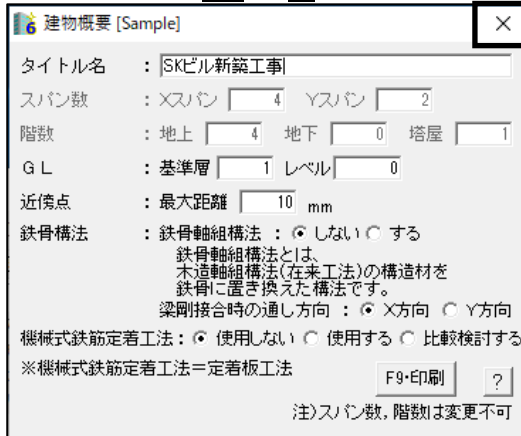 建物概要 [Sample]
タイトル名 : SKビル新築工事
スパン数 : Xスパン 4 Yスパン 2
階数 : 地上 4 地下 0 塔屋 1
GL : 基準層 1 レベル 0
近傍点 : 最大距離 10 mm
鉄骨構法 : 鉄骨軸組構法 : しない する
鉄骨軸組構法とは、
木造軸組構法(在来工法)の構造材を
鉄骨に置き換えた構法です。
梁剛接合時の通し方向 : X方向 Y方向
機械式鉄筋定着工法: 使用しない 使用する 比較検討する
※機械式鉄筋定着工法=定着板工法
F9・印刷 ?
注)スパン数,階数は変更不可